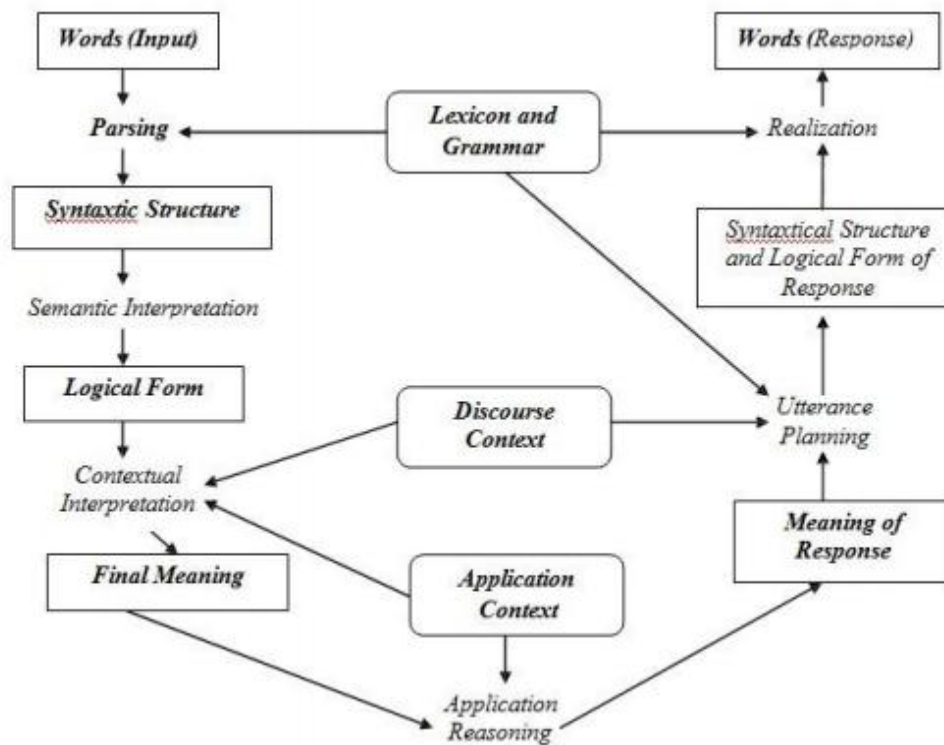 Words (Input)
Words (Response)
Parsing
Lexicon and
Grammar
Realization
Syntaxtic Structure
Syntaxtical Structure
and Logical Form of
Response
Semantic Interpretation
Logical Form
Discourse
Context
Utterance
Planning
Contextual
Interpretation
Meaning of
Response
Final Meaning
Application
Context
Application
Reasoning